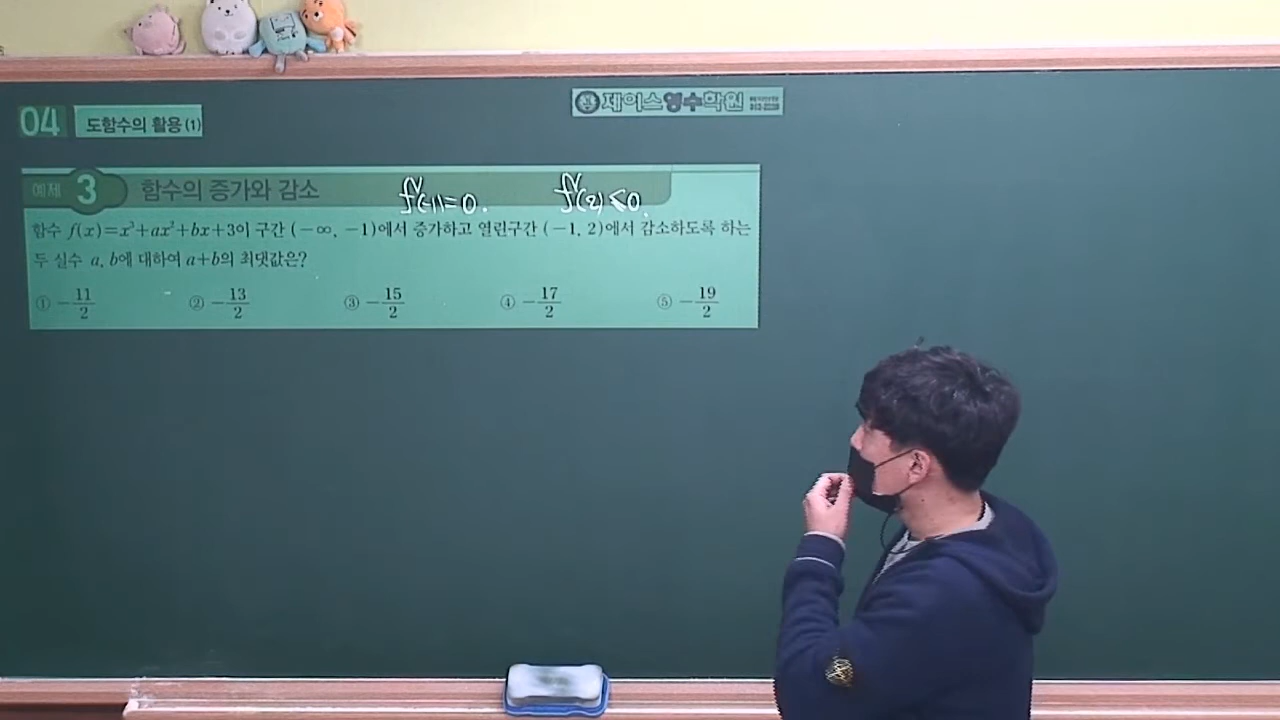 04 도함수의 활용(1)
제이스영수학원
예제 3 함수의 증가와 감소
f'(-1)=0. f'(2)≤0.
함수 f(x)=x³+ax²+bx+3이 구간 (-∞, -1)에서 증가하고 열린구간 (-1, 2)에서 감소하도록 하는
두 실수 a, b에 대하여 a+b의 최댓값은?
① -11/2 ② -13/2 ③ -15/2 ④ -17/2 ⑤ -19/2